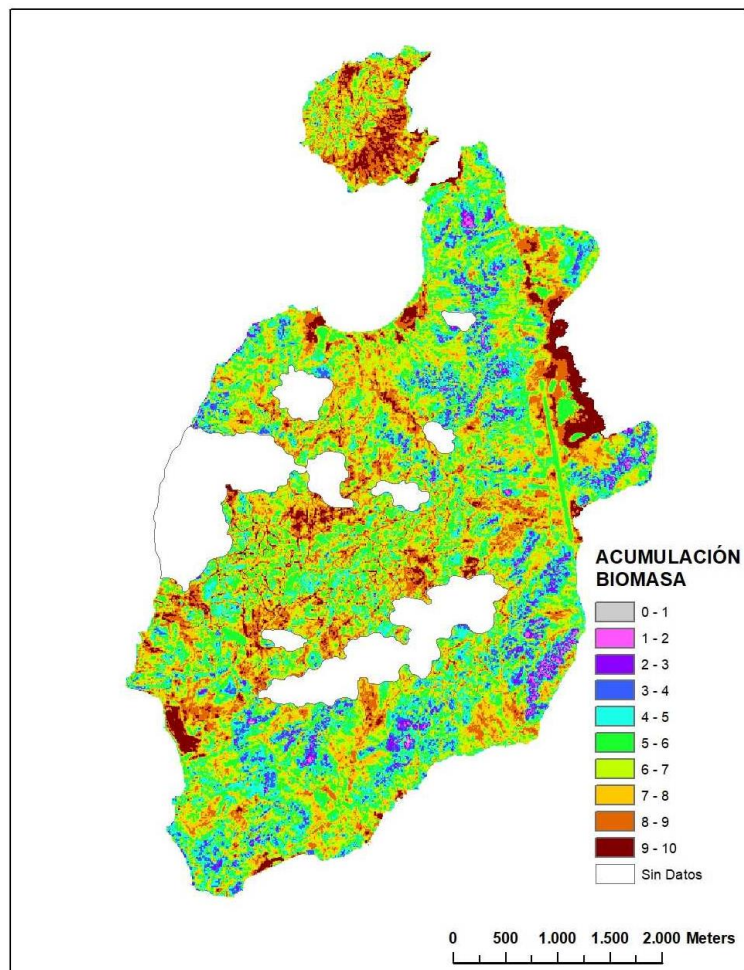 ACUMULACIÓN
BIOMASA
0 - 1
1 - 2
2 - 3
3 - 4
4 - 5
5 - 6
6 - 7
7 - 8
8 - 9
9 - 10
Sin Datos
0 500 1.000 1.500 2.000 Meters